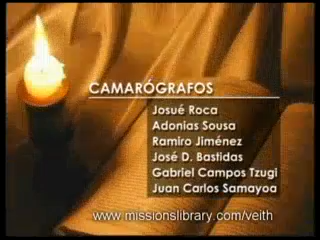 CAMARÓGRAFOS
Josué Roca
Adonias Sousa
Ramiro Jiménez
José D. Bastidas
Gabriel Campos Tzugi
Juan Carlos Samayoa
www.missionslibrary.com/veith